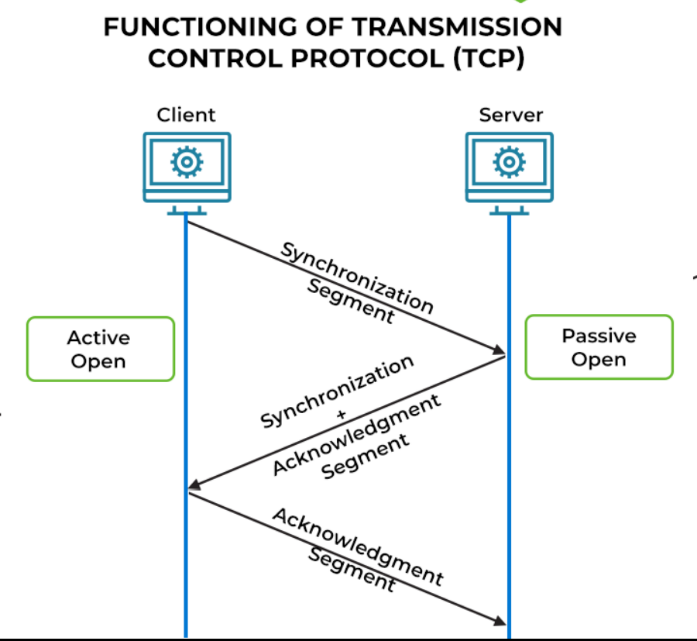 FUNCTIONING OF TRANSMISSION
CONTROL PROTOCOL (TCP)
Client
Server
Synchronization
Segment
Active
Open
Passive
Open
Synchronization
+
Acknowledgment
Segment
Acknowledgment
Segment